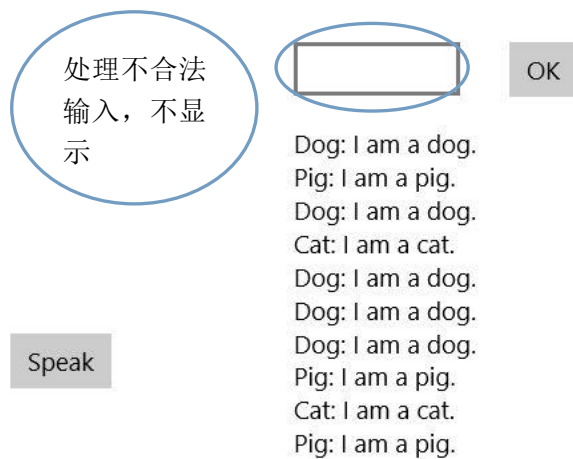 处理不合法
输入，不显
示
OK
Dog: I am a dog.
Pig: I am a pig.
Dog: I am a dog.
Cat: I am a cat.
Dog: I am a dog.
Dog: I am a dog.
Dog: I am a dog.
Pig: I am a pig.
Cat: I am a cat.
Pig: I am a pig.
Speak